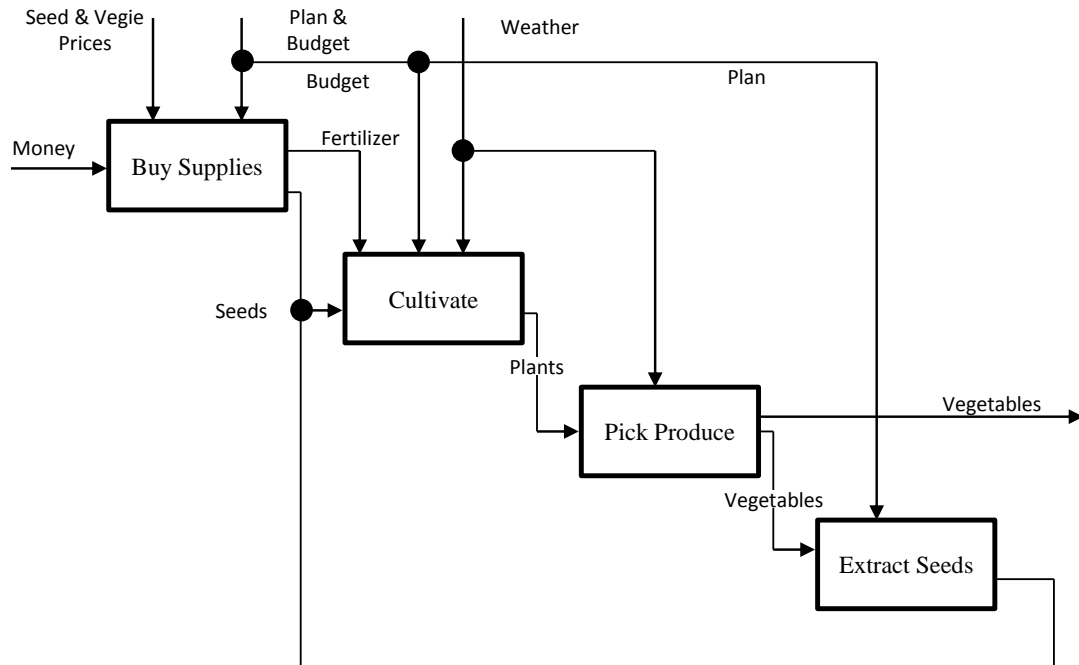 Seed & Vegie
Prices
Plan &
Budget
Weather
Budget
Plan
Money
Fertilizer
Buy Supplies
Seeds
Cultivate
Plants
Vegetables
Pick Produce
Vegetables
Extract Seeds